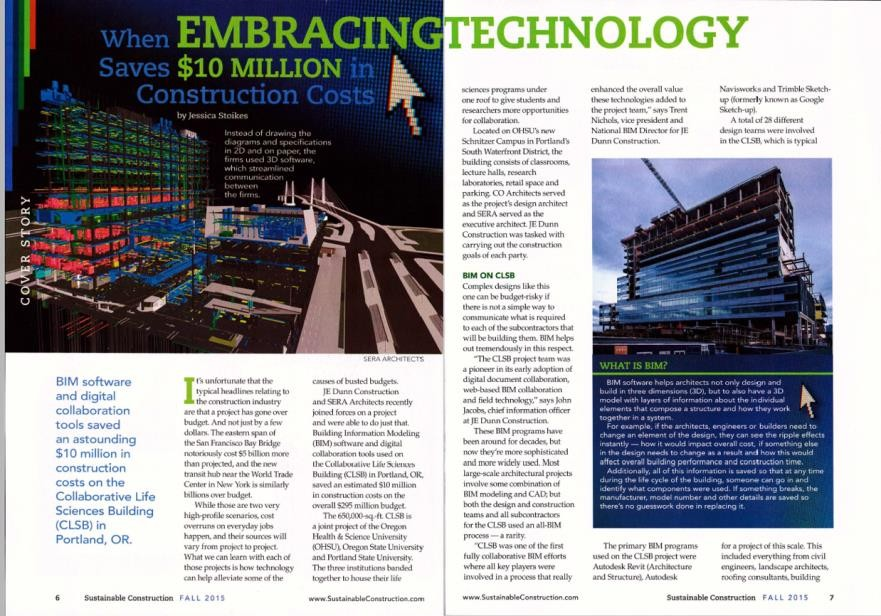 When EMBRACING TECHNOLOGY
Saves $10 MILLION in
Construction Costs
by Jessica Stoikes
Instead of drawing the
diagrams and specifications
in 2D and on paper, the
firms used 3D software,
which streamlined
communication
between
the firms.
COVER STORY
SERA ARCHITECTS
BIM software
and digital
collaboration
tools saved
an astounding
$10 million in
construction
costs on the
Collaborative Life
Sciences Building
(CLSB) in
Portland, OR.
It's unfortunate that the
typical headlines relating to
the construction industry
are that a project has gone over
budget. And not just by a few
dollars. The eastern span of
the San Francisco Bay Bridge
notoriously cost $5 billion more
than projected, and the new
transit hub near the World Trade
Center in New York is similarly
billions over budget.
While those are two very
high-profile scenarios, cost
overruns on everyday jobs
happen, and their sources will
vary from project to project.
What we can learn with each of
those projects is how technology
can help alleviate some of the
causes of busted budgets.
JE Dunn Construction
and SERA Architects recently
joined forces on a project
and were able to do just that.
Building Information Modeling
(BIM) software and digital
collaboration tools used on
the Collaborative Life Sciences
Building (CLSB) in Portland, OR,
saved an estimated $10 million
in construction costs on the
overall $295 million budget.
The 650,000-sq.-ft. CLSB is
a joint project of the Oregon
Health & Science University
(OHSU), Oregon State University
and Portland State University.
The three institutions banded
together to house their life
6 Sustainable Construction FALL 2015
www.SustainableConstruction.com
sciences programs under
one roof to give students and
researchers more opportunities
for collaboration.
Located on OHSU's new
Schnitzer Campus in Portland's
South Waterfront District, the
building consists of classrooms,
lecture halls, research
laboratories, retail space and
parking. CO Architects served
as the project's design architect
and SERA served as the
executive architect. JE Dunn
Construction was tasked with
carrying out the construction
goals of each party.
BIM ON CLSB
Complex designs like this
one can be budget-risky if
there is not a simple way to
communicate what is required
to each of the subcontractors that
will be building them. BIM helps
out tremendously in this respect.
"The CLSB project team was
a pioneer in its early adoption of
digital document collaboration,
web-based BIM collaboration
and field technology," says John
Jacobs, chief information officer
at JE Dunn Construction.
These BIM programs have
been around for decades, but
now they're more sophisticated
and more widely used. Most
large-scale architectural projects
involve some combination of
BIM modeling and CAD; but
both the design and construction
teams and all subcontractors
for the CLSB used an all-BIM
process — a rarity.
"CLSB was one of the first
fully collaborative BIM efforts
where all key players were
involved in a process that really
enhanced the overall value
these technologies added to
the project team," says Trent
Nichols, vice president and
National BIM Director for JE
Dunn Construction.
Navisworks and Trimble Sketch-
up (formerly known as Google
Sketch-up).
A total of 28 different
design teams were involved
in the CLSB, which is typical
WHAT IS BIM?
BIM software helps architects not only design and
build in three dimensions (3D), but to also have a 3D
model with layers of information about the individual
elements that compose a structure and how they work
together in a system.
For example, if the architects, engineers or builders need to
change an element of the design, they can see the ripple effects
instantly — how it would impact overall cost, if something else
in the design needs to change as a result and how this would
affect overall building performance and construction time.
Additionally, all of this information is saved so that at any time
during the life cycle of the building, someone can go in and
identify what components were used. If something breaks, the
manufacturer, model number and other details are saved so
there's no guesswork done in replacing it.
The primary BIM programs
used on the CLSB project were
Autodesk Revit (Architecture
and Structure), Autodesk
for a project of this scale. This
included everything from civil
engineers, landscape architects,
roofing consultants, building
www.SustainableConstruction.com
Sustainable Construction FALL 2015 7